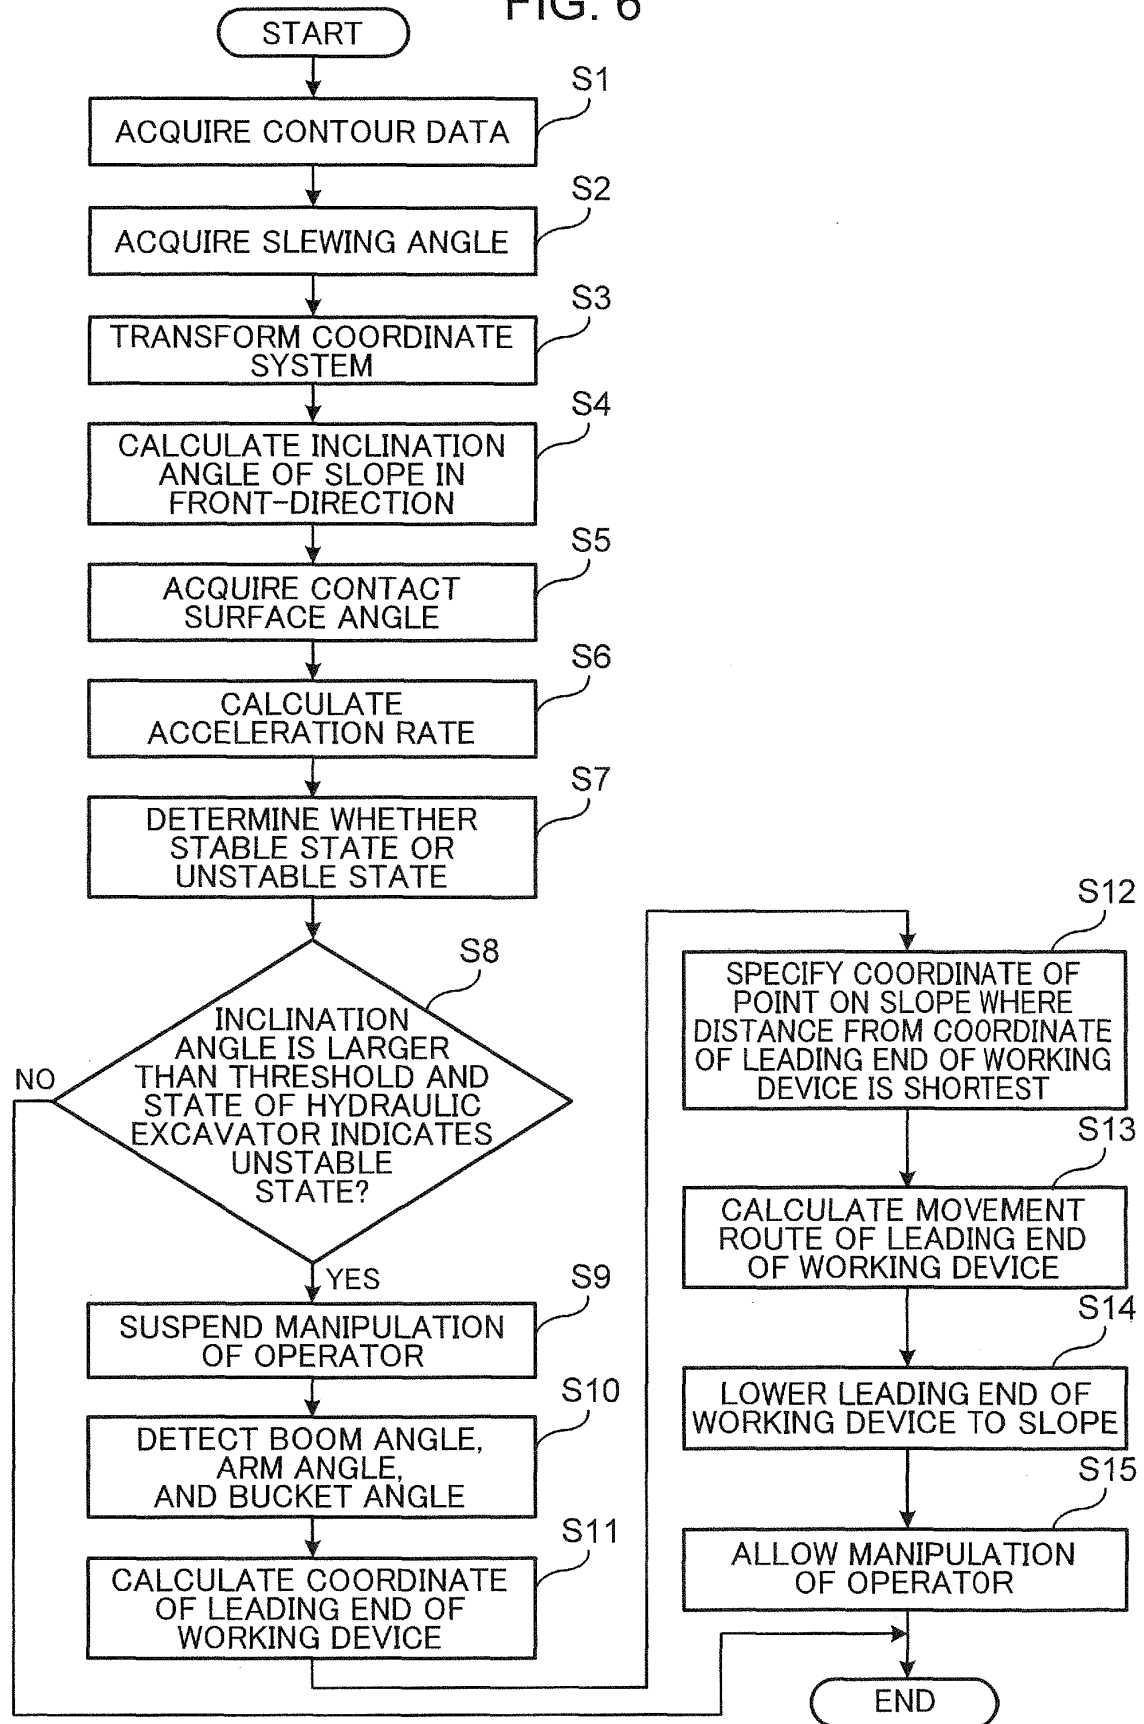 FIG. 6
START
S1
ACQUIRE CONTOUR DATA
S2
ACQUIRE SLEWING ANGLE
S3
TRANSFORM COORDINATE
SYSTEM
S4
CALCULATE INCLINATION
ANGLE OF SLOPE IN
FRONT-DIRECTION
S5
ACQUIRE CONTACT
SURFACE ANGLE
S6
CALCULATE
ACCELERATION RATE
S7
DETERMINE WHETHER
STABLE STATE OR
UNSTABLE STATE
S8
INCLINATION
ANGLE IS LARGER
THAN THRESHOLD AND
STATE OF HYDRAULIC
EXCAVATOR INDICATES
UNSTABLE
STATE?
NO
YES
S9
SUSPEND MANIPULATION
OF OPERATOR
S10
DETECT BOOM ANGLE,
ARM ANGLE,
AND BUCKET ANGLE
S11
CALCULATE COORDINATE
OF LEADING END OF
WORKING DEVICE
S12
SPECIFY COORDINATE OF
POINT ON SLOPE WHERE
DISTANCE FROM COORDINATE
OF LEADING END OF WORKING
DEVICE IS SHORTEST
S13
CALCULATE MOVEMENT
ROUTE OF LEADING END
OF WORKING DEVICE
S14
LOWER LEADING END OF
WORKING DEVICE TO SLOPE
S15
ALLOW MANIPULATION
OF OPERATOR
END